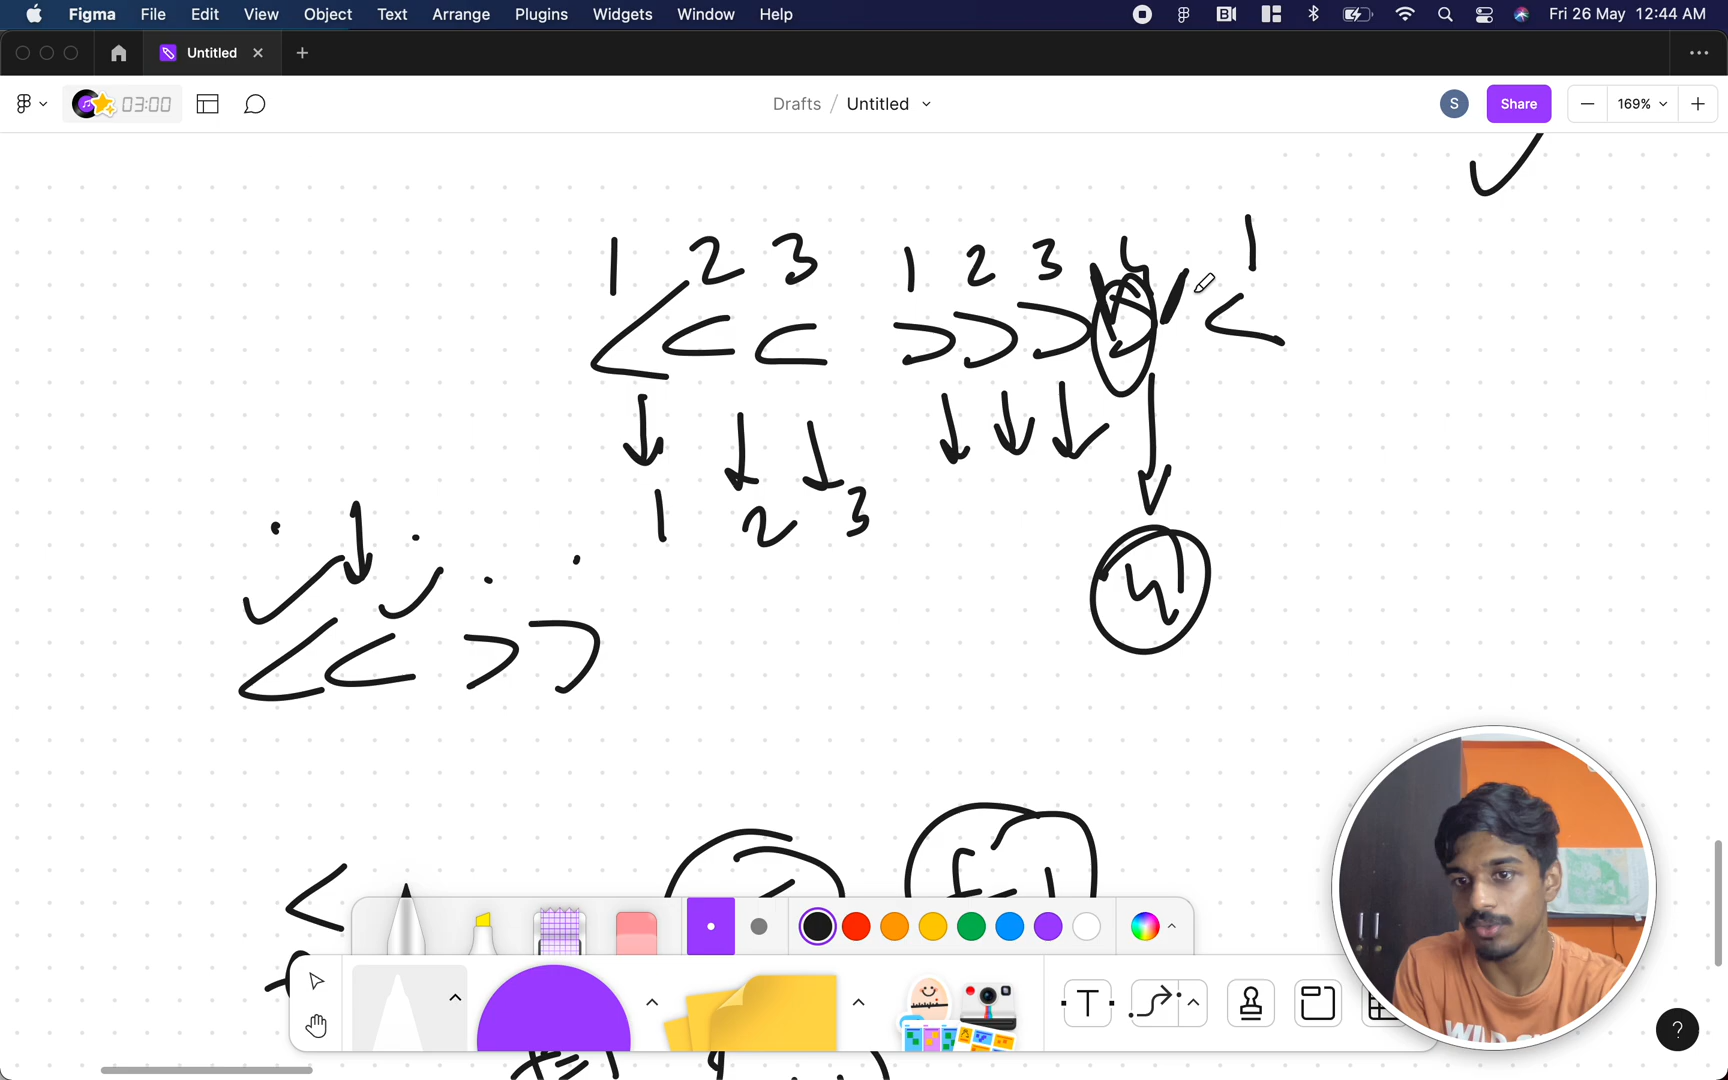 Figma File Edit View Object Text Arrange Plugins Widgets Window Help Fri 26 May 12:44 AM
Untitled
03:00 Drafts / Untitled S Share 169%
1 2 3 1 2 3 4 1
< < < > > > <
1 2 3
4
< < > >
<
T
WILD
?